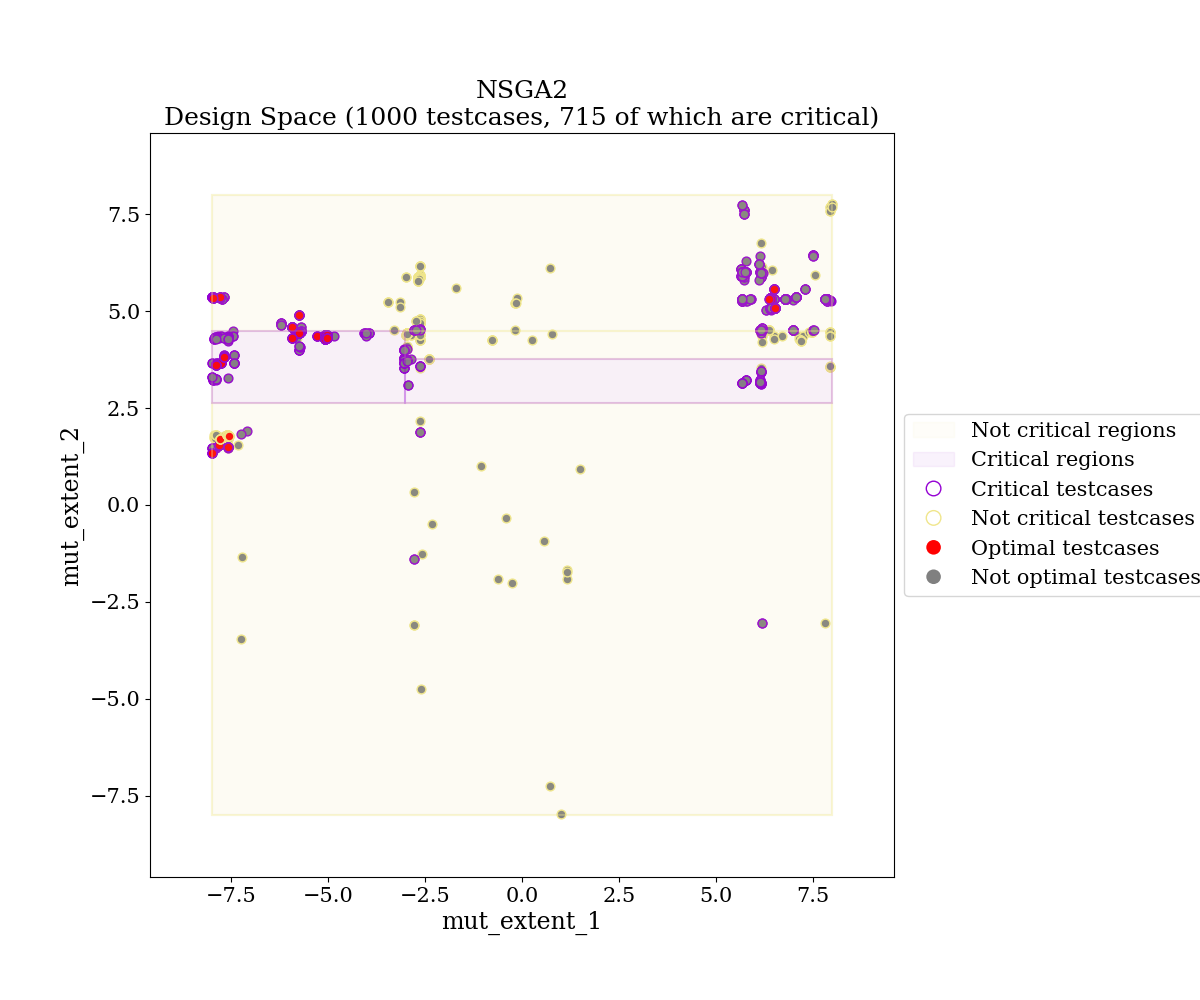 NSGA2
Design Space (1000 testcases, 715 of which are critical)
7.5
5.0
2.5
0.0
−2.5
−5.0
−7.5
mut_extent_2
−7.5
−5.0
−2.5
0.0
2.5
5.0
7.5
mut_extent_1
Not critical regions
Critical regions
Critical testcases
Not critical testcases
Optimal testcases
Not optimal testcases